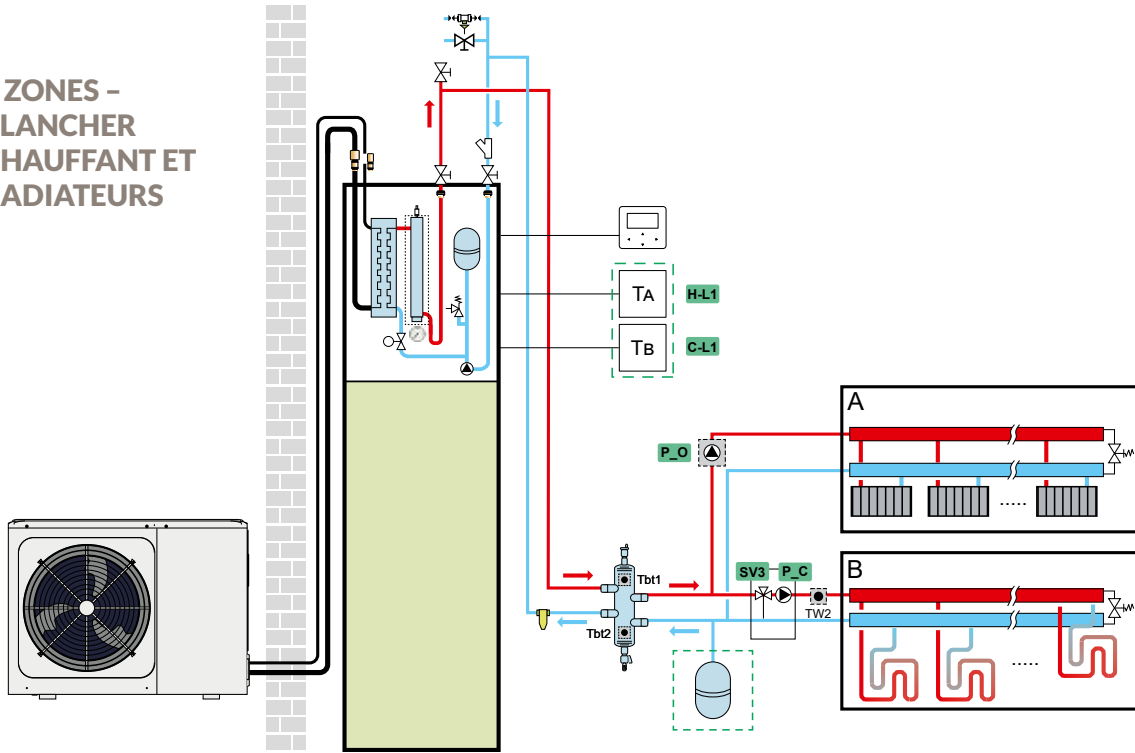 ZONES –
LANCHER
HAUFFANT ET
ADIATEURS
TA
H-L1
TB
C-L1
A
P_O
Tbt1
SV3
P_C
B
TW2
Tbt2